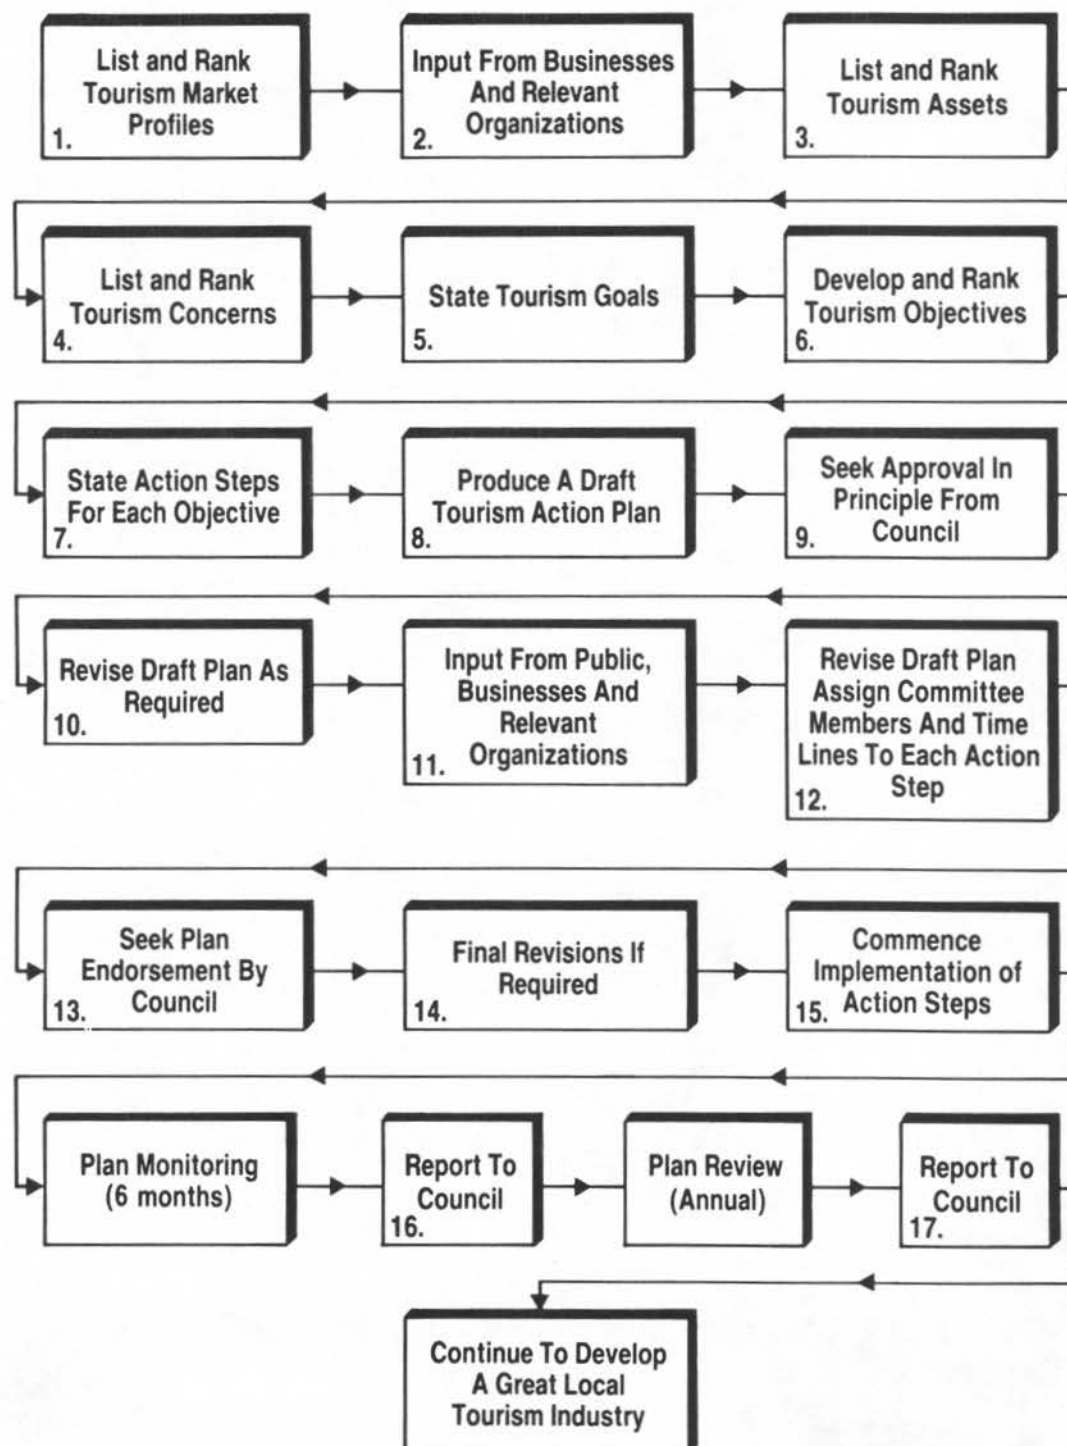 List and Rank
Tourism Market
Profiles
1.
Input From Businesses
And Relevant
Organizations
2.
List and Rank
Tourism Assets
3.
List and Rank
Tourism Concerns
4.
State Tourism Goals
5.
Develop and Rank
Tourism Objectives
6.
State Action Steps
For Each Objective
7.
Produce A Draft
Tourism Action Plan
8.
Seek Approval In
Principle From
Council
9.
Revise Draft Plan As
Required
10.
Input From Public,
Businesses And
Relevant
Organizations
11.
Revise Draft Plan
Assign Committee
Members And Time
Lines To Each Action
Step
12.
Seek Plan
Endorsement By
Council
13.
Final Revisions If
Required
14.
Commence
Implementation of
Action Steps
15.
Plan Monitoring
(6 months)
Report To
Council
16.
Plan Review
(Annual)
Report To
Council
17.
Continue To Develop
A Great Local
Tourism Industry